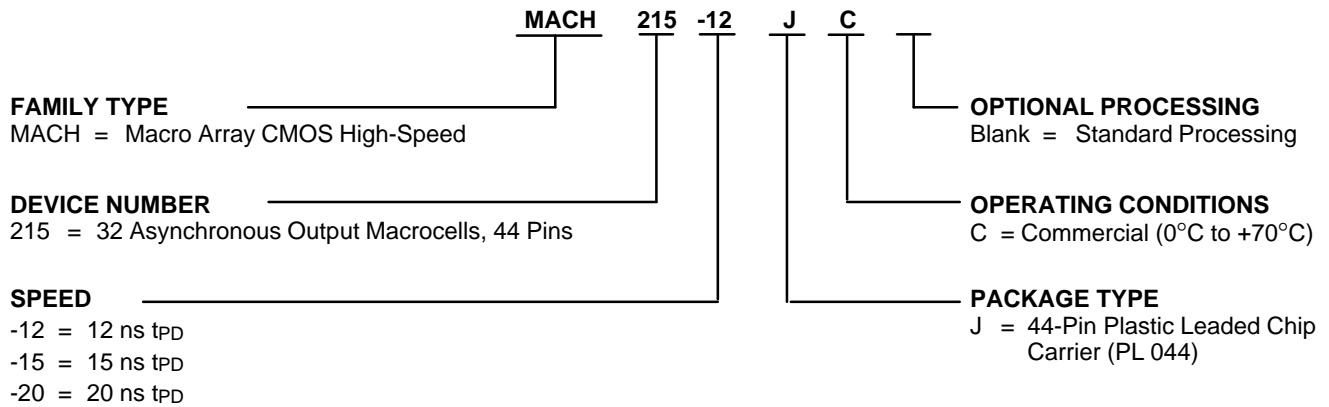 MACH 215 -12 J C
FAMILY TYPE
MACH = Macro Array CMOS High-Speed
DEVICE NUMBER
215 = 32 Asynchronous Output Macrocells, 44 Pins
SPEED
-12 = 12 ns tPD
-15 = 15 ns tPD
-20 = 20 ns tPD
OPTIONAL PROCESSING
Blank = Standard Processing
OPERATING CONDITIONS
C = Commercial (0°C to +70°C)
PACKAGE TYPE
J = 44-Pin Plastic Leaded Chip
Carrier (PL 044)